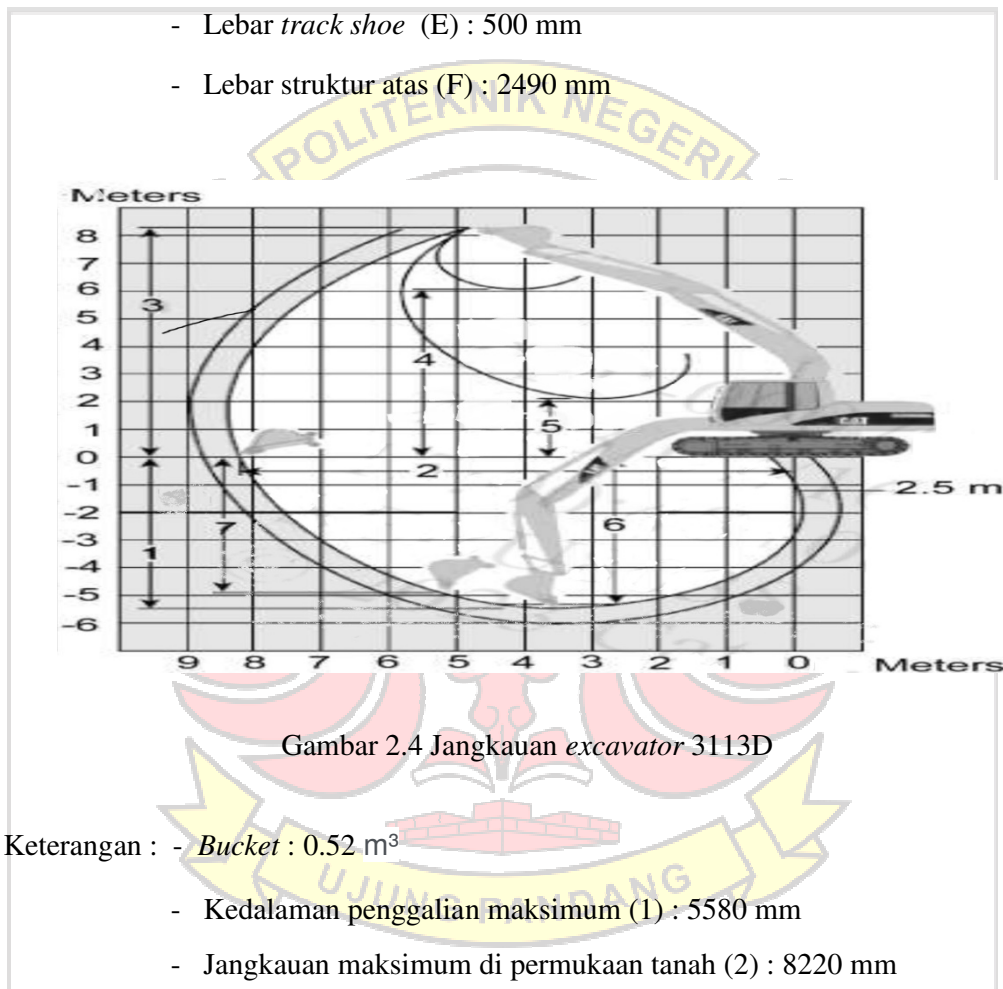 - Lebar track shoe (E) : 500 mm
- Lebar struktur atas (F) : 2490 mm
POLITEKNIK NEGERI
Meters
8
7
6
5
4
3
2
1
0
-1
-2
-3
-4
-5
-6
3
4
5
2
7
6
1
CAT
2.5 m
9 8 7 6 5 4 3 2 1 0 Meters
Gambar 2.4 Jangkauan excavator 3113D
Keterangan : - Bucket : 0.52 m³
UJUNG PANDANG
- Kedalaman penggalian maksimum (1) : 5580 mm
- Jangkauan maksimum di permukaan tanah (2) : 8220 mm